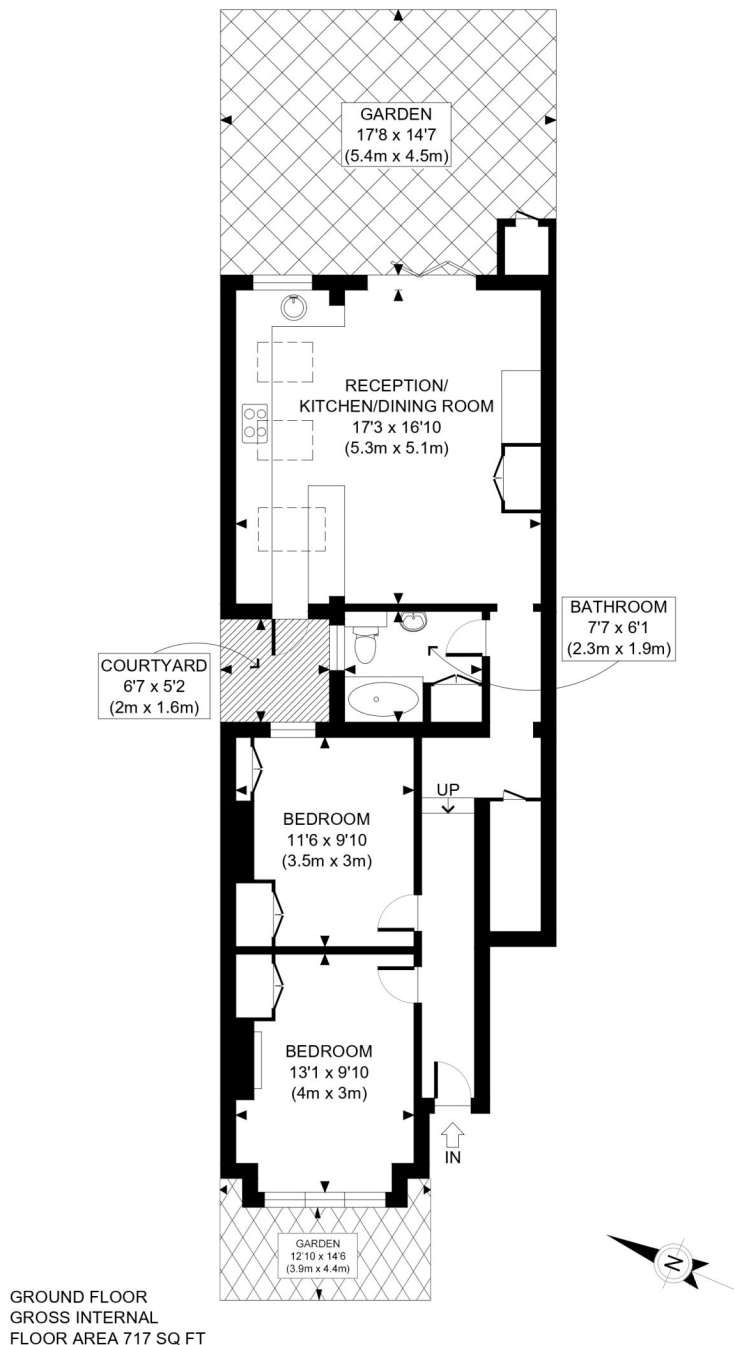 GARDEN
17'8 x 14'7
(5.4m x 4.5m)
RECEPTION/
KITCHEN/DINING ROOM
17'3 x 16'10
(5.3m x 5.1m)
BATHROOM
7'7 x 6'1
(2.3m x 1.9m)
COURTYARD
6'7 x 5'2
(2m x 1.6m)
UP
BEDROOM
11'6 x 9'10
(3.5m x 3m)
BEDROOM
13'1 x 9'10
(4m x 3m)
IN
GARDEN
12'10 x 14'6
(3.9m x 4.4m)
N
GROUND FLOOR
GROSS INTERNAL
FLOOR AREA 717 SQ FT